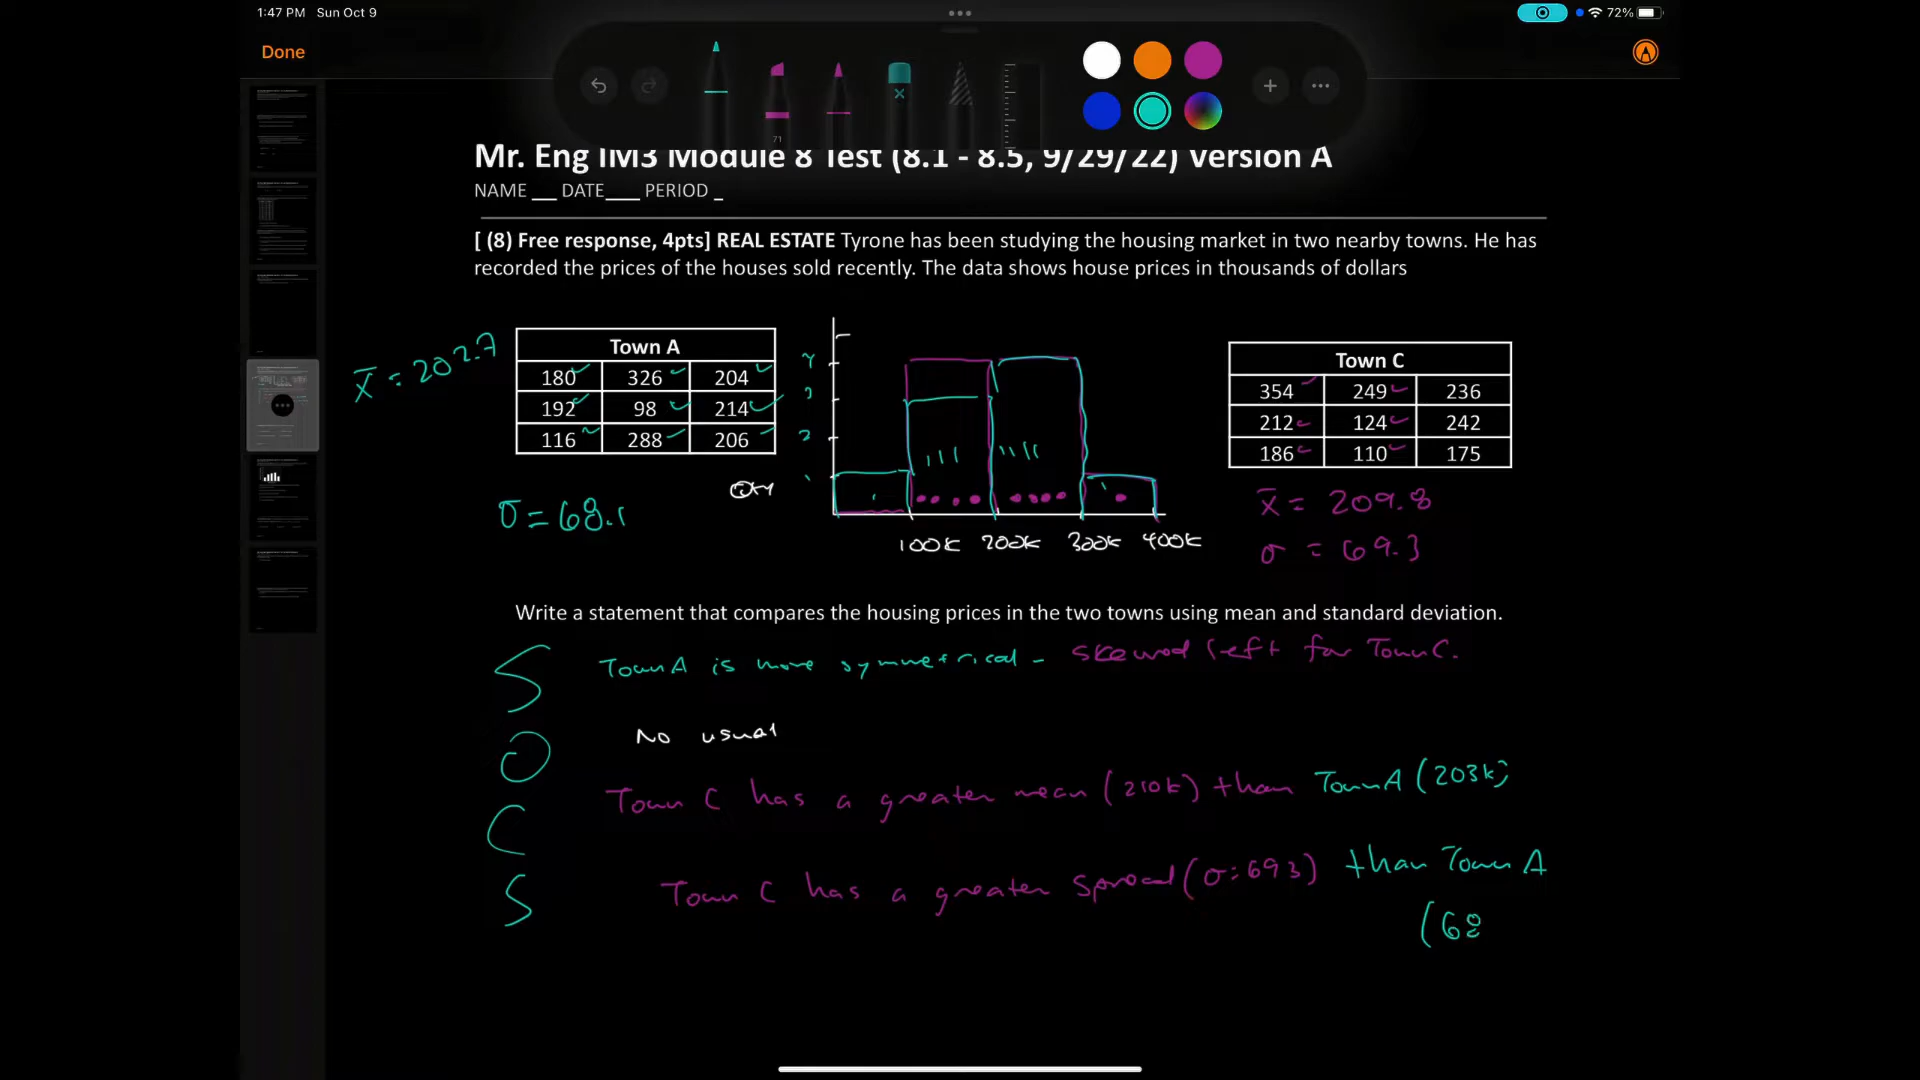 1:47 PM Sun Oct 9
72%
Done
71
Mr. Eng IM3 Module 8 Test (8.1 - 8.5, 9/29/22) Version A
NAME ___ DATE____ PERIOD _
[ (8) Free response, 4pts] REAL ESTATE Tyrone has been studying the housing market in two nearby towns. He has
recorded the prices of the houses sold recently. The data shows house prices in thousands of dollars
x̄ = 202.7
Town A
180 326 204
192 98 214
116 288 206
σ = 68.1
4
3
2
1
100K 200K 300K 400K
Town C
354 249 236
212 124 242
186 110 175
x̄ = 209.8
σ = 69.3
Write a statement that compares the housing prices in the two towns using mean and standard deviation.
S Town A is more symmetrical - skewed left for Town C.
O No usual
C Town C has a greater mean (210K) than Town A (203K)
S Town C has a greater spread (σ: 693) than Town A
(68